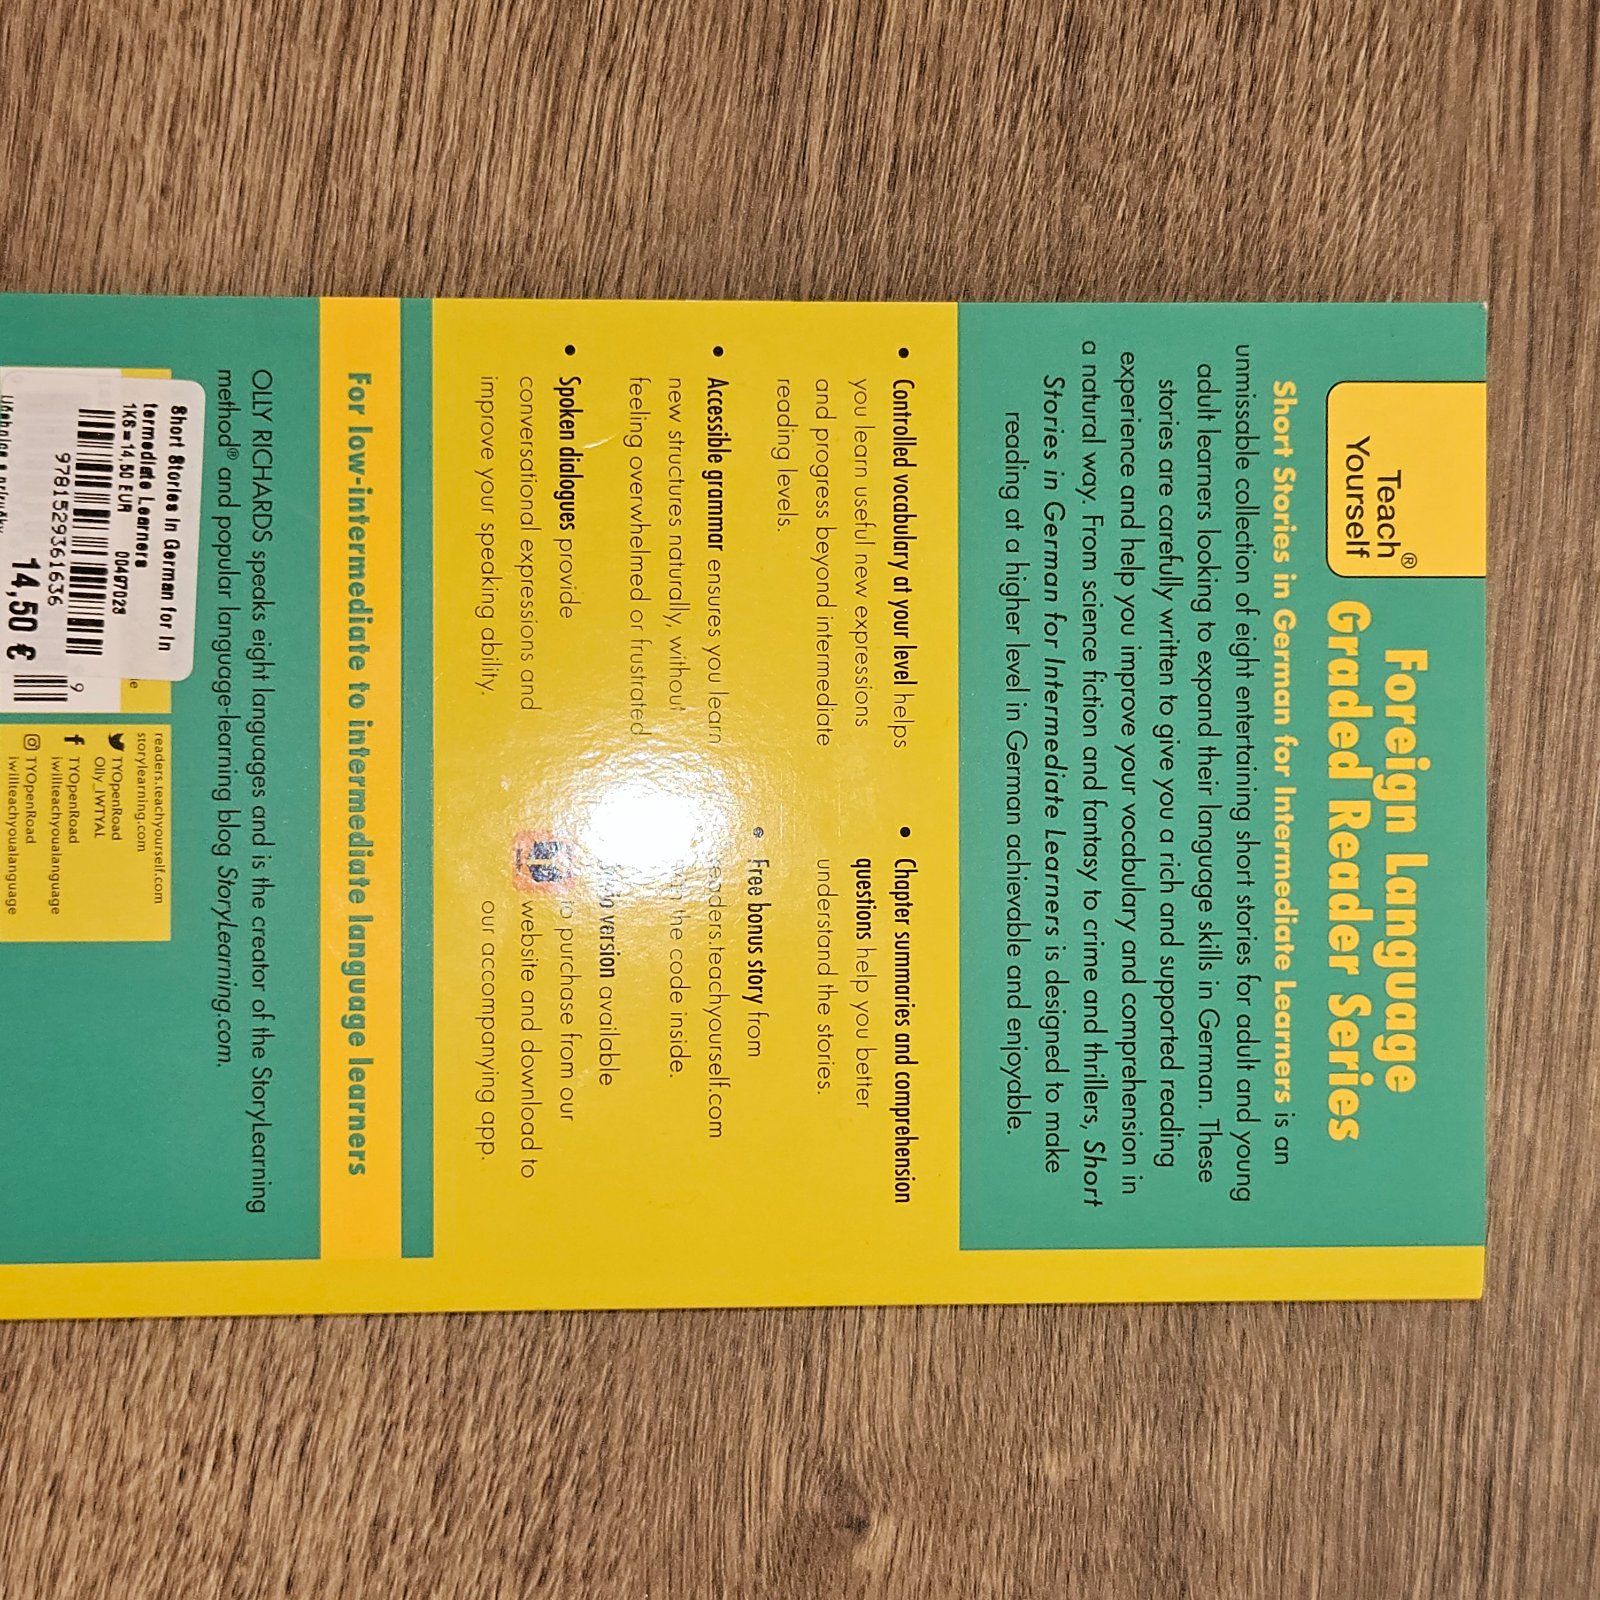 Teach
Yourself®
Foreign Language
Graded Reader Series
Short Stories in German for Intermediate Learners is an
unmissable collection of eight entertaining short stories for adult and young
adult learners looking to expand their language skills in German. These
stories are carefully written to give you a rich and supported reading
experience and help you improve your vocabulary and comprehension in
a natural way. From science fiction and fantasy to crime and thrillers, Short
Stories in German for Intermediate Learners is designed to make
reading at a higher level in German achievable and enjoyable.
• Controlled vocabulary at your level helps
you learn useful new expressions
and progress beyond intermediate
reading levels.
• Accessible grammar ensures you learn
new structures naturally, without
feeling overwhelmed or frustrated
• Spoken dialogues provide
conversational expressions and
improve your speaking ability.
• Chapter summaries and comprehension
questions help you better
understand the stories.
• Free bonus story from
readers.teachyourself.com
with the code inside.
version available
to purchase from our
website and download to
our accompanying app.
For low-intermediate to intermediate language learners
OLLY RICHARDS speaks eight languages and is the creator of the StoryLearning
method® and popular language-learning blog StoryLearning.com.
Short Stories in German for In
termediate Learners
1KS=14,50 EUR 00497023
9781529361636
14,50 €
9
readers.teachyourself.com
storylearning.com
TYOpenRoad
Olly_IWTYAL
TYOpenRoad
iwillteachyoualanguage
TYOpenRoad
iwillteachyoualanguage